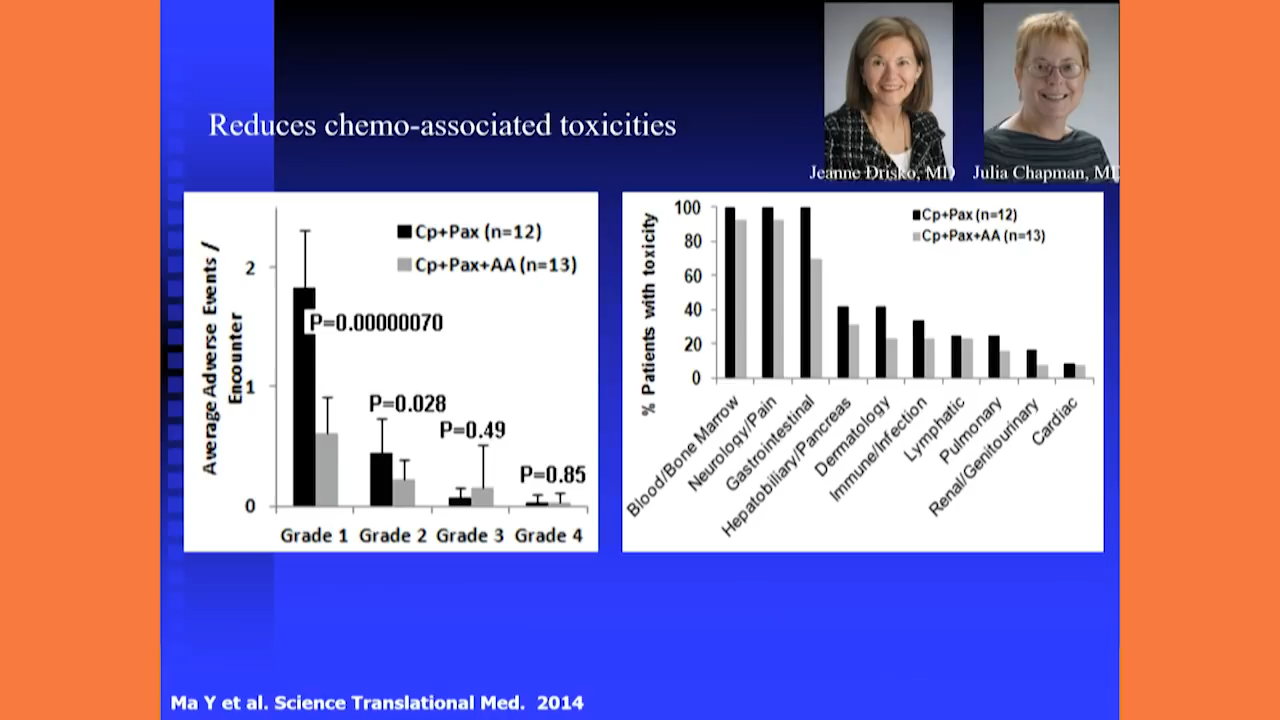 Reduces chemo-associated toxicities
Jeanne Drisko, MD
Julia Chapman, MD
Average Adverse Events /
Encounter
2
1
0
Cp+Pax (n=12)
Cp+Pax+AA (n=13)
P=0.00000070
P=0.028
P=0.49
P=0.85
Grade 1
Grade 2
Grade 3
Grade 4
% Patients with toxicity
100
80
60
40
20
0
Cp+Pax (n=12)
Cp+Pax+AA (n=13)
Blood/Bone Marrow
Neurology/Pain
Gastrointestinal
Hepatobiliary/Pancreas
Dermatology
Immune/Infection
Lymphatic
Pulmonary
Renal/Genitourinary
Cardiac
Ma Y et al. Science Translational Med. 2014